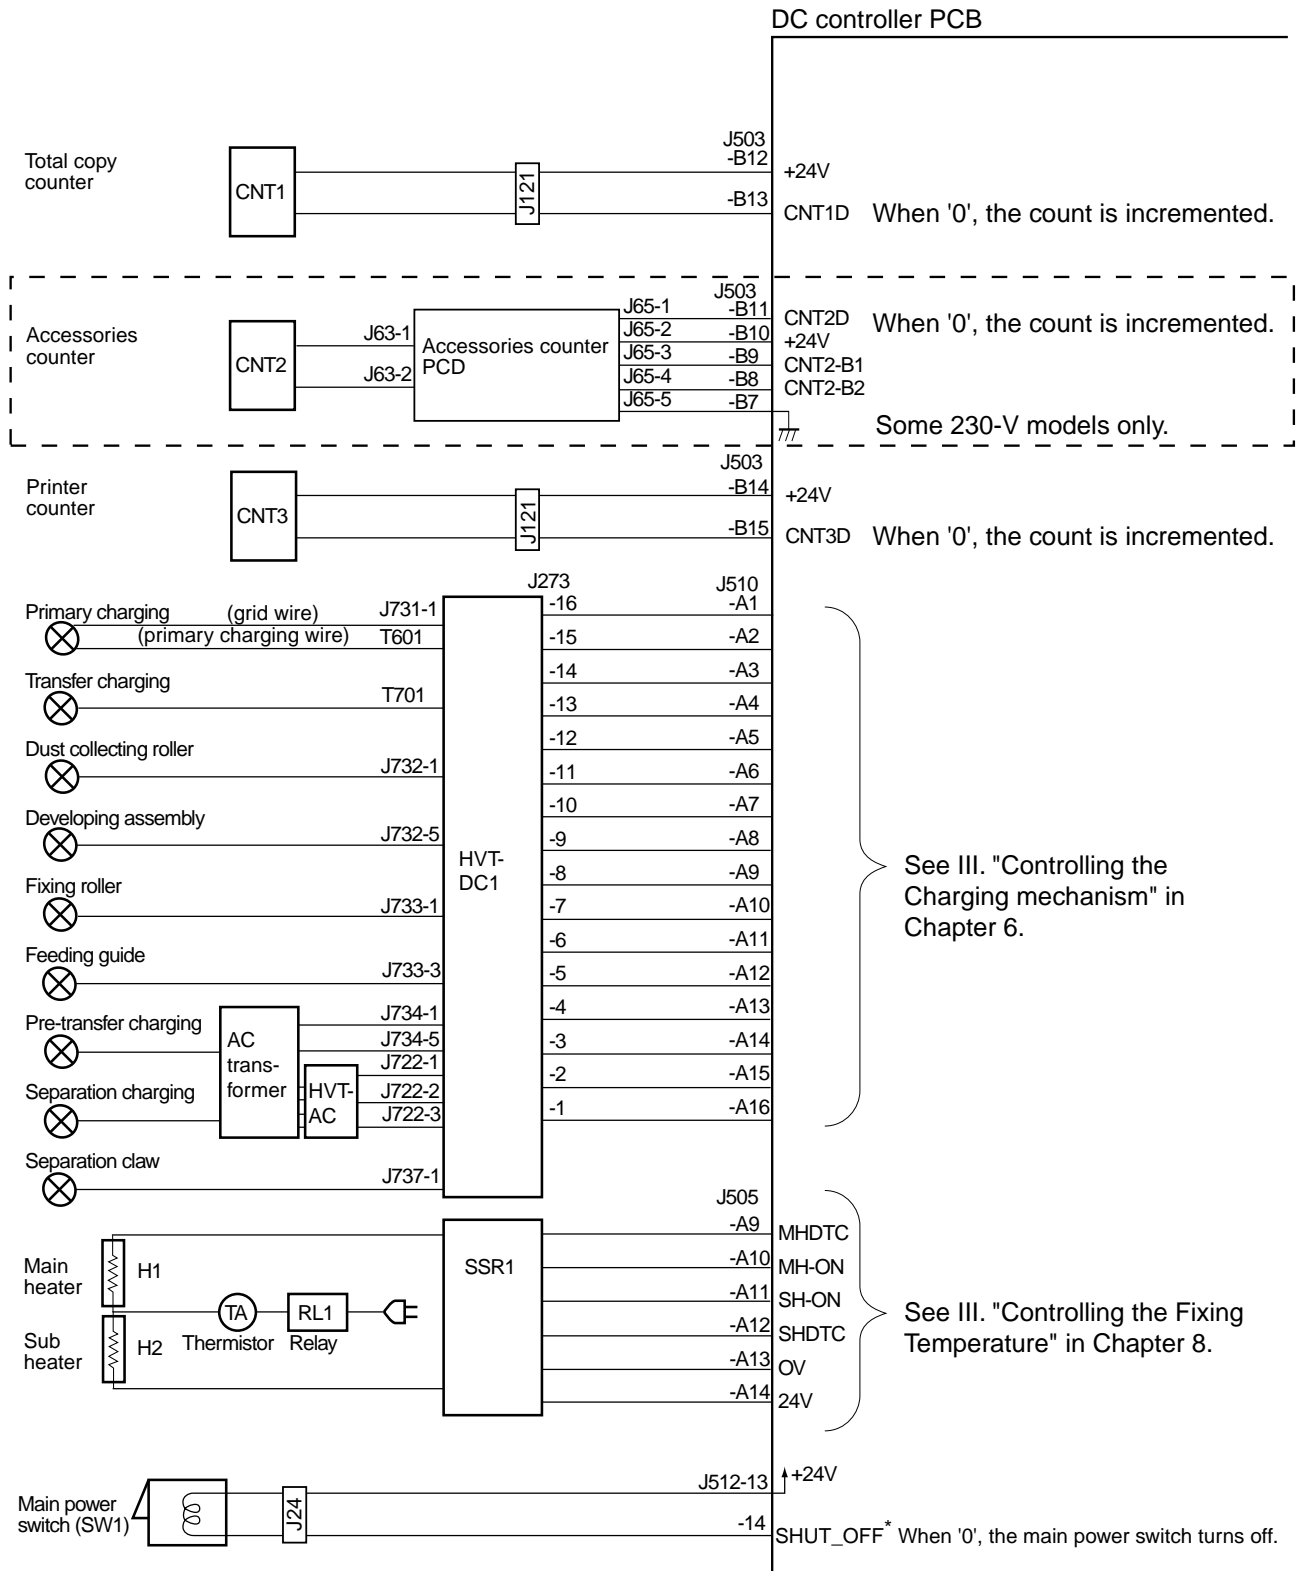 DC controller PCB
J503
Total copy
counter
CNT1
J121
-B12
+24V
-B13
CNT1D When '0', the count is incremented.
J503
Accessories
counter
CNT2
J63-1
J63-2
Accessories counter
PCD
J65-1 -B11 CNT2D When '0', the count is incremented.
J65-2 -B10 +24V
J65-3 -B9 CNT2-B1
J65-4 -B8 CNT2-B2
J65-5 -B7
Some 230-V models only.
J503
Printer
counter
CNT3
J121
-B14
+24V
-B15
CNT3D When '0', the count is incremented.
J273 J510
Primary charging (grid wire) J731-1
(primary charging wire) T601
Transfer charging
T701
Dust collecting roller
J732-1
Developing assembly
J732-5
Fixing roller
J733-1
Feeding guide
J733-3
Pre-transfer charging
J734-1
J734-5
J722-1
Separation charging
J722-2
J722-3
AC
trans-
former
HVT-
AC
Separation claw
J737-1
HVT-
DC1
-16 -A1
-15 -A2
-14 -A3
-13 -A4
-12 -A5
-11 -A6
-10 -A7
-9 -A8
-8 -A9
-7 -A10
-6 -A11
-5 -A12
-4 -A13
-3 -A14
-2 -A15
-1 -A16
See III. "Controlling the
Charging mechanism" in
Chapter 6.
J505
Main
heater
H1
Sub
heater
H2
TA
Thermistor
RL1
Relay
SSR1
-A9 MHDTC
-A10 MH-ON
-A11 SH-ON
-A12 SHDTC
-A13 OV
-A14 24V
See III. "Controlling the Fixing
Temperature" in Chapter 8.
Main power
switch (SW1)
J24
J512-13 +24V
-14 SHUT_OFF* When '0', the main power switch turns off.